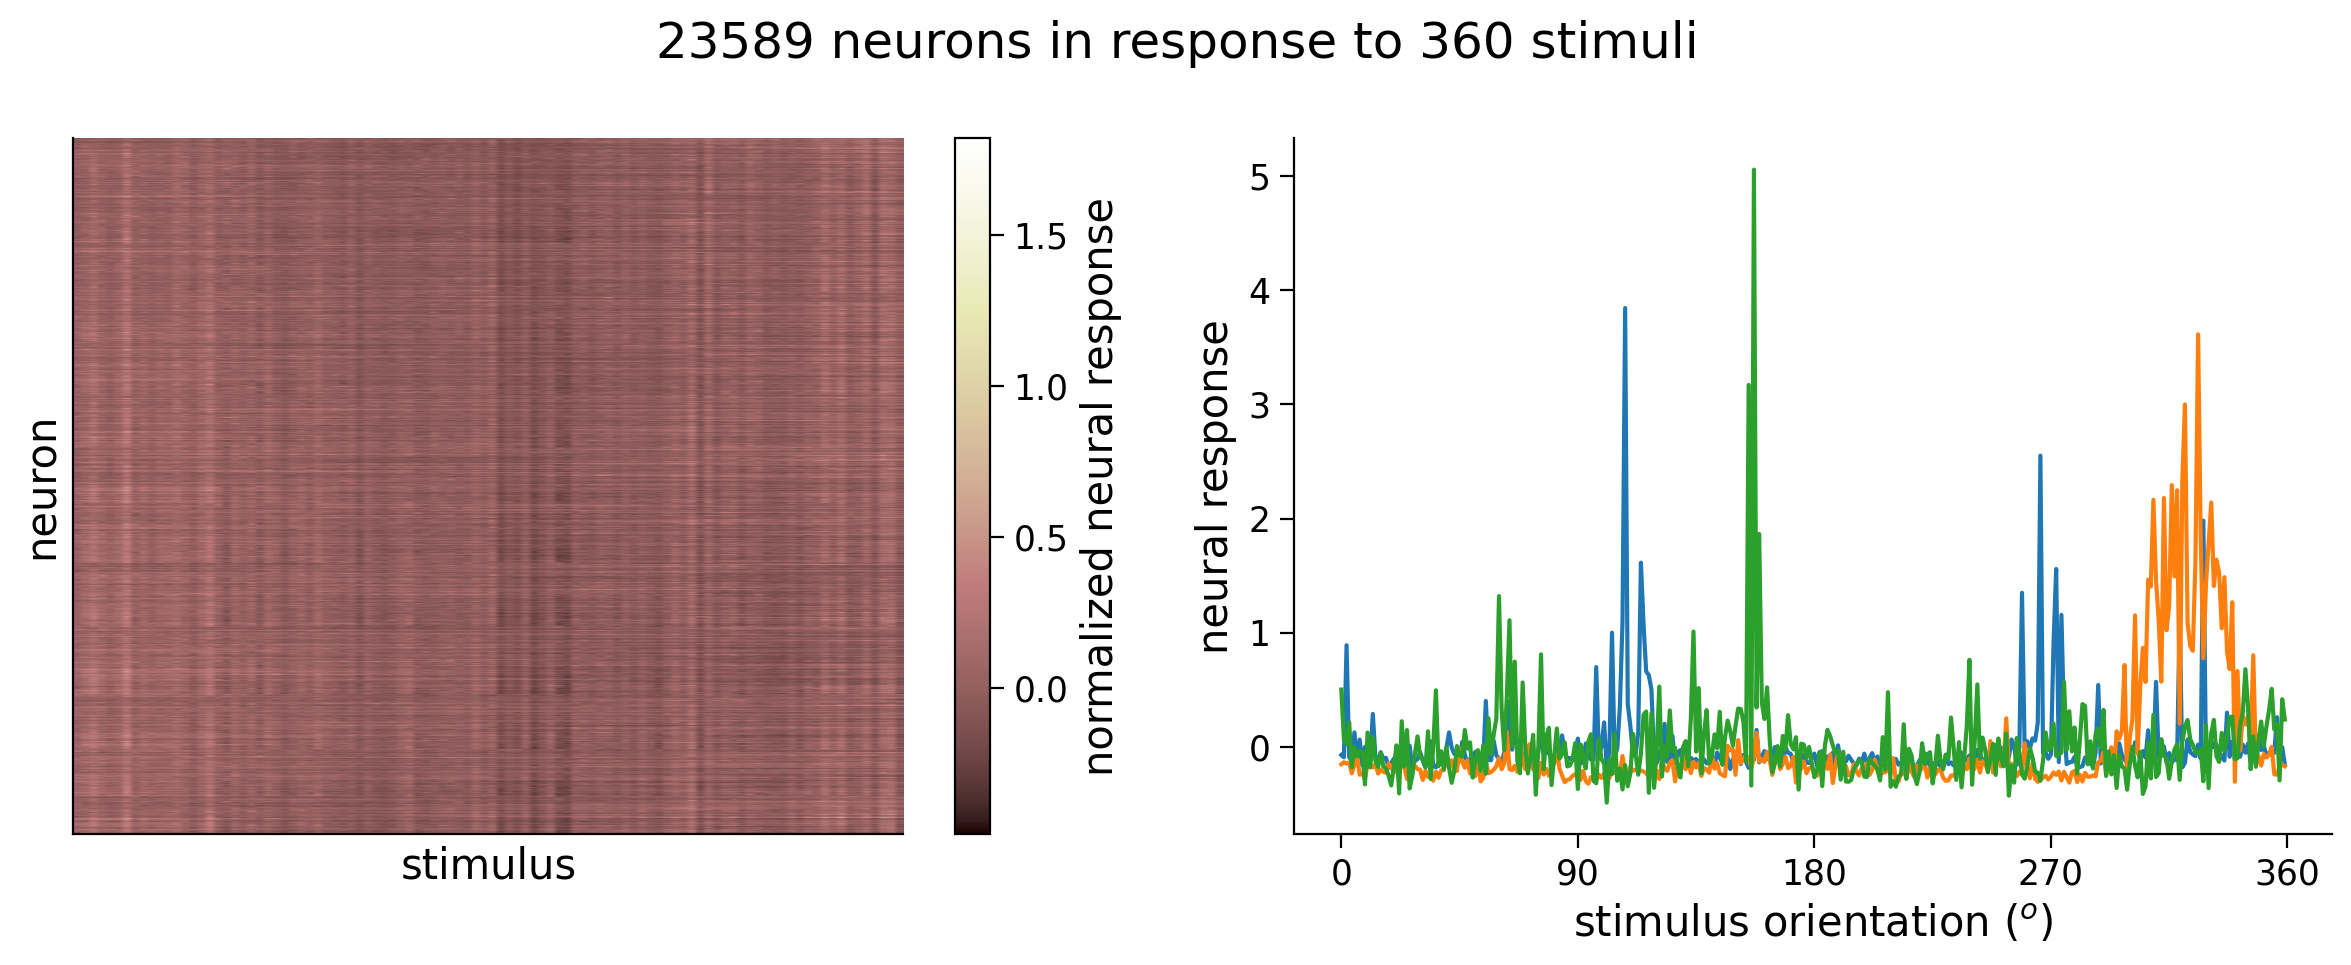 23589 neurons in response to 360 stimuli
neuron
stimulus
1.5
1.0
0.5
0.0
normalized neural response
5
4
3
2
1
0
neural response
0 90 180 270 360
stimulus orientation (º)